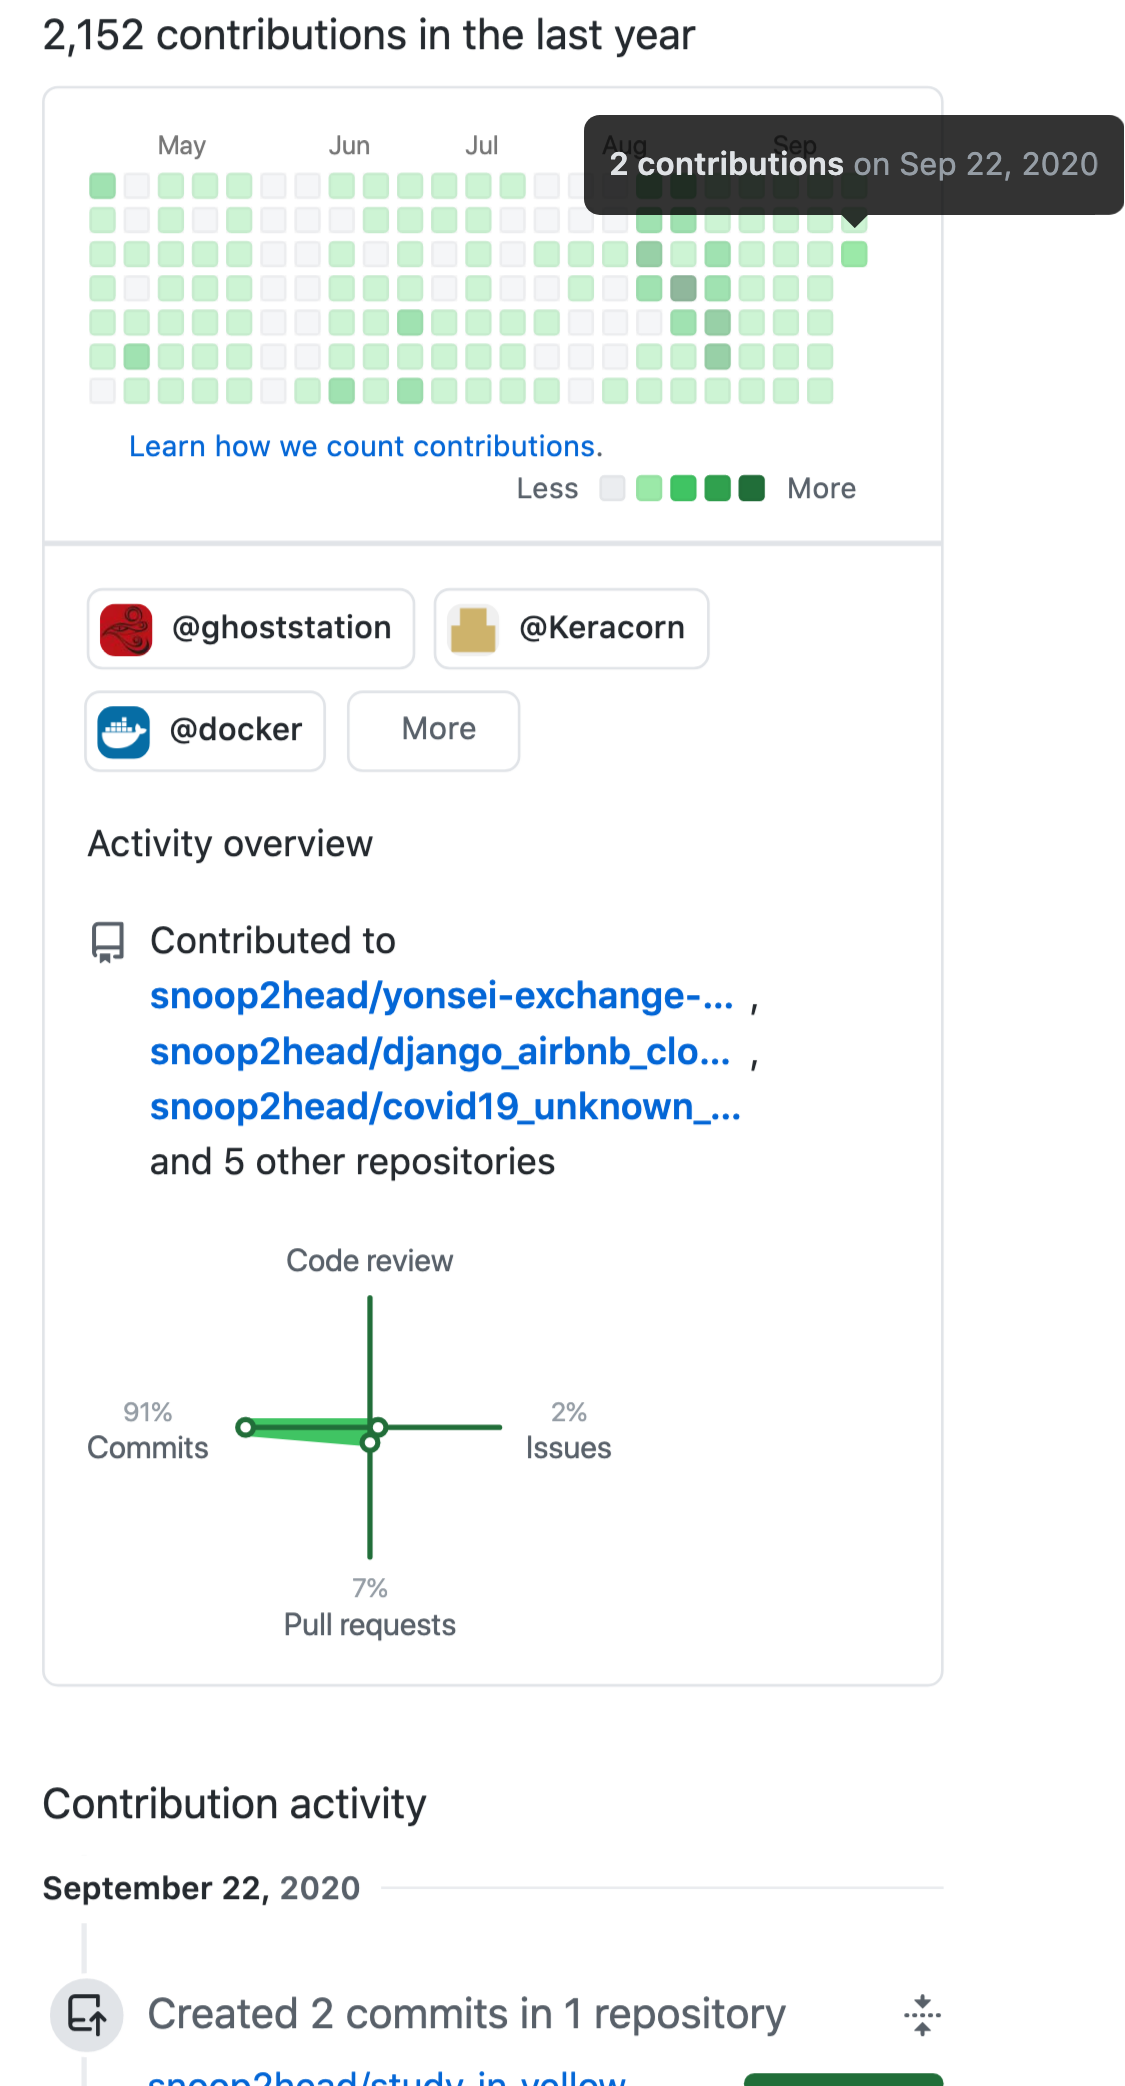 2,152 contributions in the last year
May Jun Jul Aug Sep
2 contributions on Sep 22, 2020
Learn how we count contributions.
Less More
@ghoststation @Keracorn
@docker More
Activity overview
Contributed to
snoop2head/yonsei-exchange-... ,
snoop2head/django_airbnb_clo... ,
snoop2head/covid19_unknown_...
and 5 other repositories
Code review
91% 2%
Commits Issues
7%
Pull requests
Contribution activity
September 22, 2020
Created 2 commits in 1 repository
snoop2head/study_in_yellow